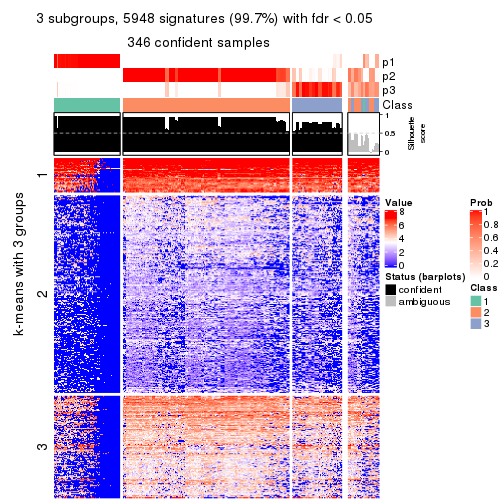 3 subgroups, 5948 signatures (99.7%) with fdr < 0.05
346 confident samples
p1
p2
p3
Class
1
0.5
0
Silhouette
score
k-means with 3 groups
1
2
3
Value
8
6
4
2
0
Status (barplots)
confident
ambiguous
Prob
1
0.8
0.6
0.4
0.2
0
Class
1
2
3